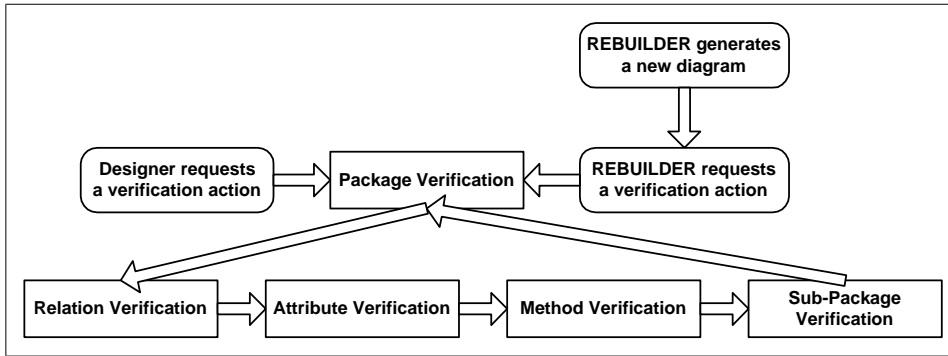 REBUILDER generates
a new diagram
Designer requests
a verification action
Package Verification
REBUILDER requests
a verification action
Relation Verification
Attribute Verification
Method Verification
Sub-Package
Verification